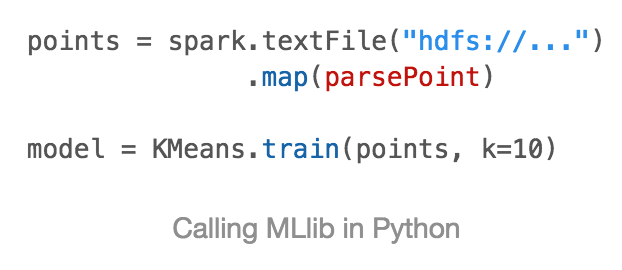 points = spark.textFile("hdfs://...")
              .map(parsePoint)
model = KMeans.train(points, k=10)
Calling MLlib in Python